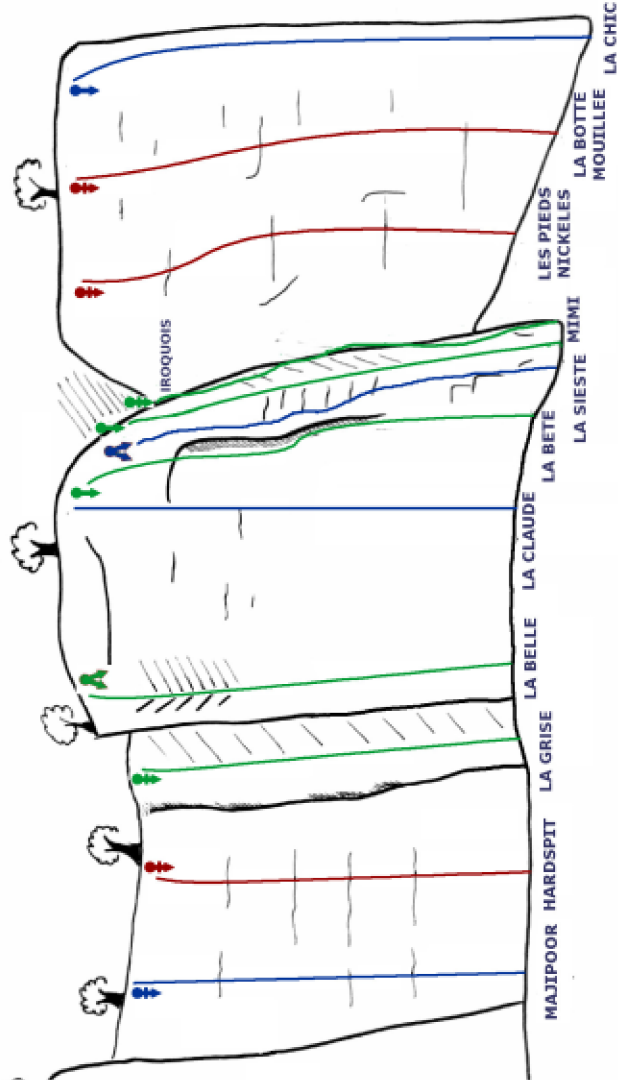 MAJIPOOR
HARDSPIT
LA GRISE
LA BELLE
LA CLAUDE
LA BETE
LA SIESTE
MIMI
IROQUOIS
LES PIEDS
NICKELES
LA BOTTE
MOUILLEE
LA CHIC